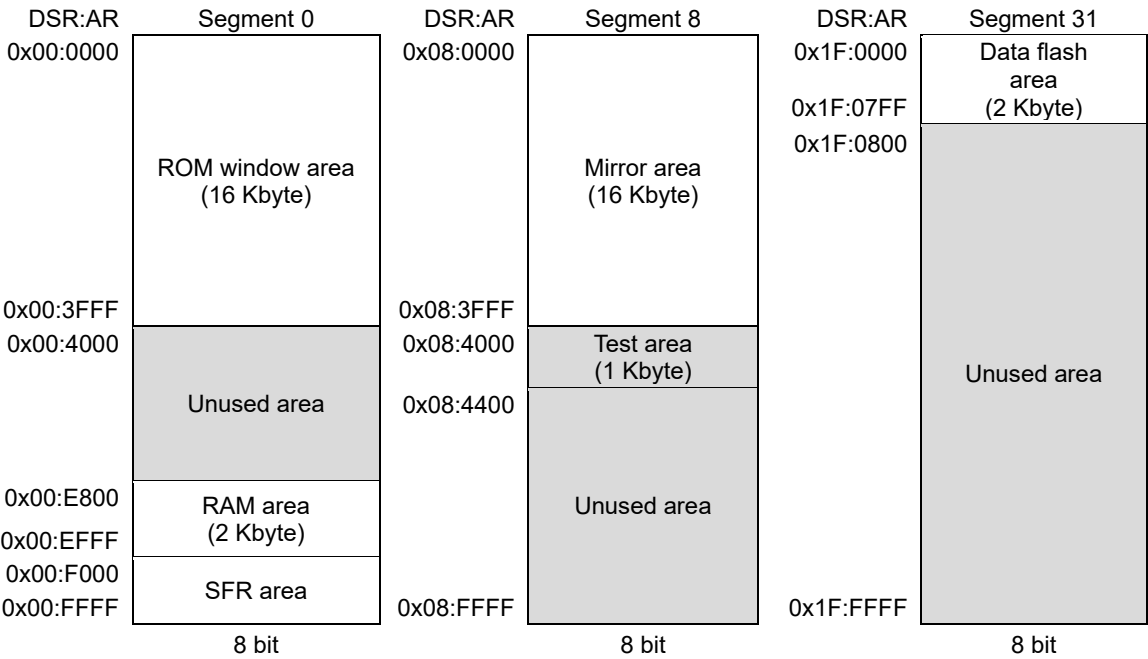 DSR:AR Segment 0
0x00:0000
ROM window area
(16 Kbyte)
0x00:3FFF
0x00:4000
Unused area
0x00:E800
RAM area
(2 Kbyte)
0x00:EFFF
0x00:F000
SFR area
0x00:FFFF
8 bit
DSR:AR Segment 8
0x08:0000
Mirror area
(16 Kbyte)
0x08:3FFF
0x08:4000
Test area
(1 Kbyte)
0x08:4400
Unused area
0x08:FFFF
8 bit
DSR:AR Segment 31
0x1F:0000
Data flash
area
(2 Kbyte)
0x1F:07FF
0x1F:0800
Unused area
0x1F:FFFF
8 bit